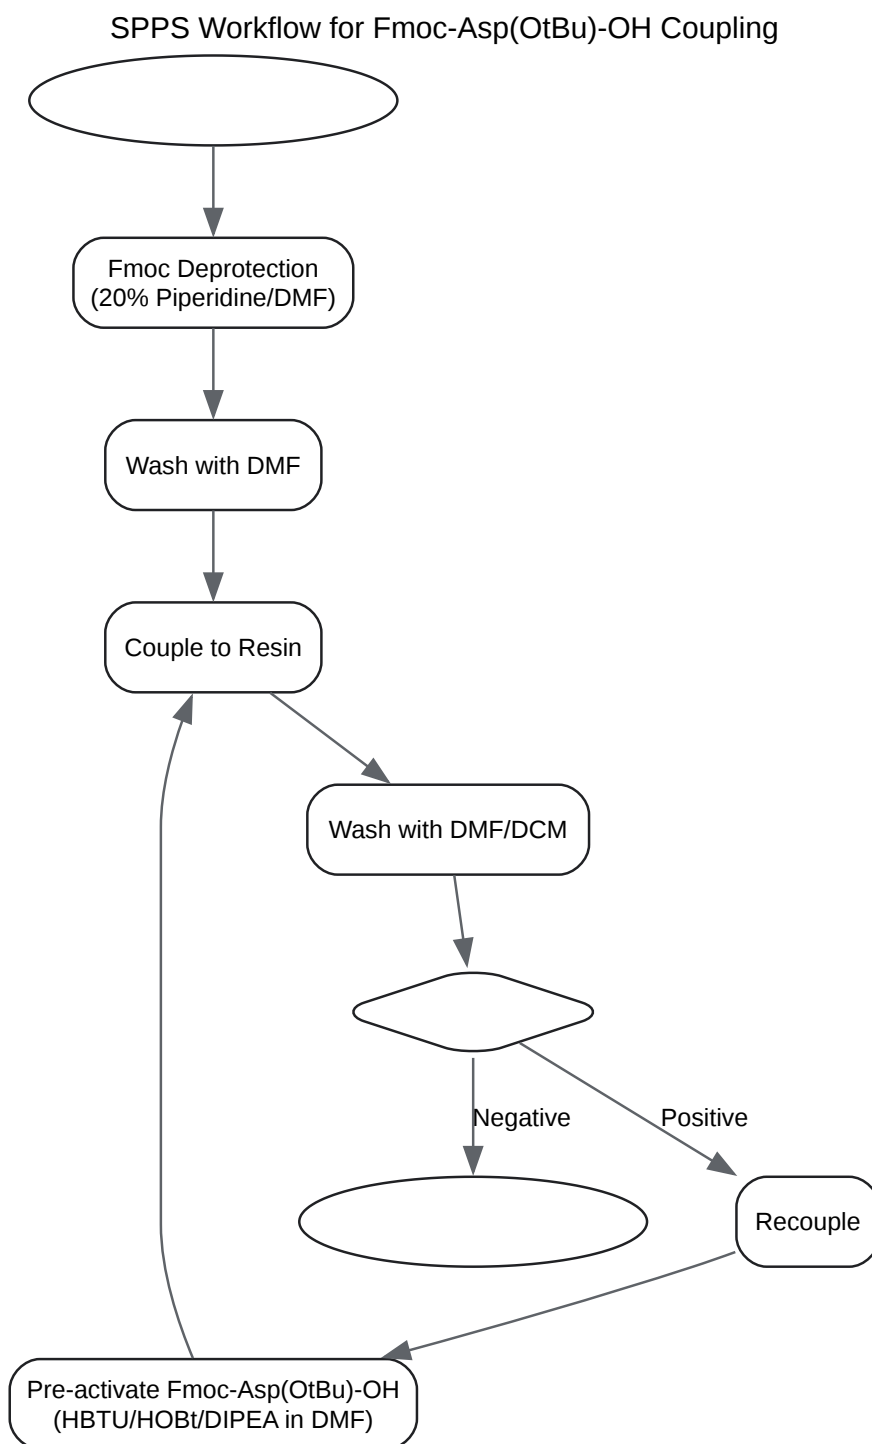 SPPS Workflow for Fmoc-Asp(OtBu)-OH Coupling
Fmoc Deprotection
(20% Piperidine/DMF)
Wash with DMF
Couple to Resin
Wash with DMF/DCM
Negative
Positive
Recouple
Pre-activate Fmoc-Asp(OtBu)-OH
(HBTU/HOBt/DIPEA in DMF)